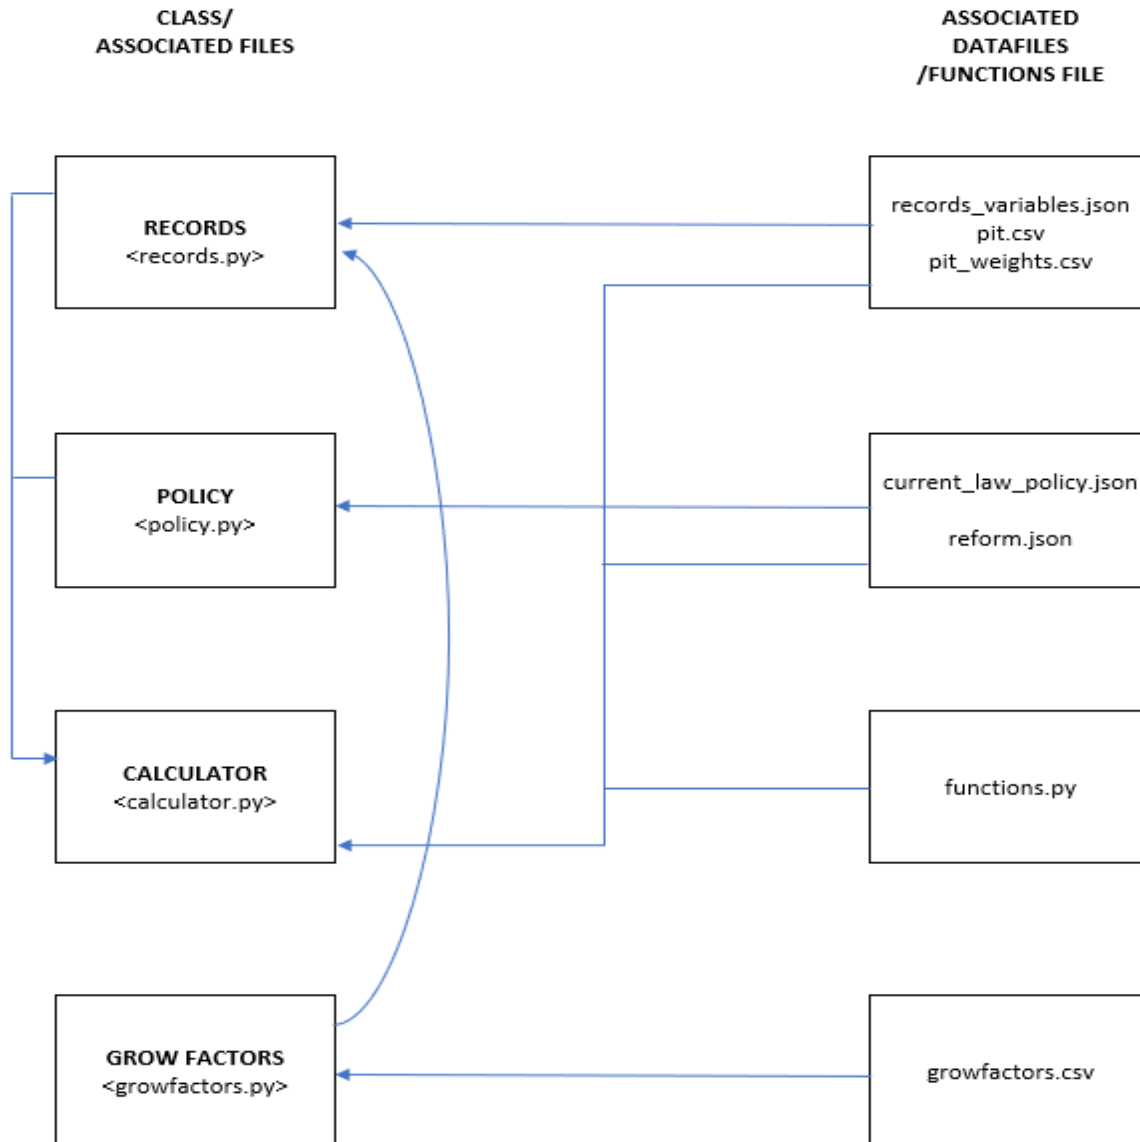 CLASS/
ASSOCIATED FILES
ASSOCIATED
DATAFILES
/FUNCTIONS FILE
RECORDS
<records.py>
records_variables.json
pit.csv
pit_weights.csv
POLICY
<policy.py>
current_law_policy.json
reform.json
CALCULATOR
<calculator.py>
functions.py
GROW FACTORS
<growfactors.py>
growfactors.csv